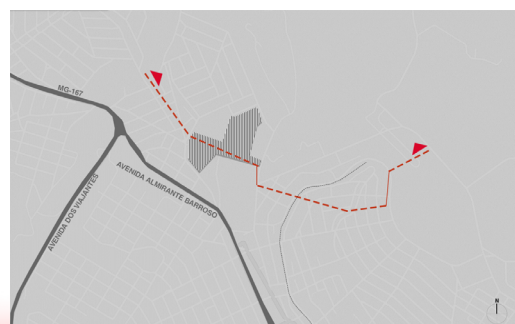 MG-167
AVENIDA ALMIRANTE BARROSO
AVENIDA DOS VIAJANTES
N